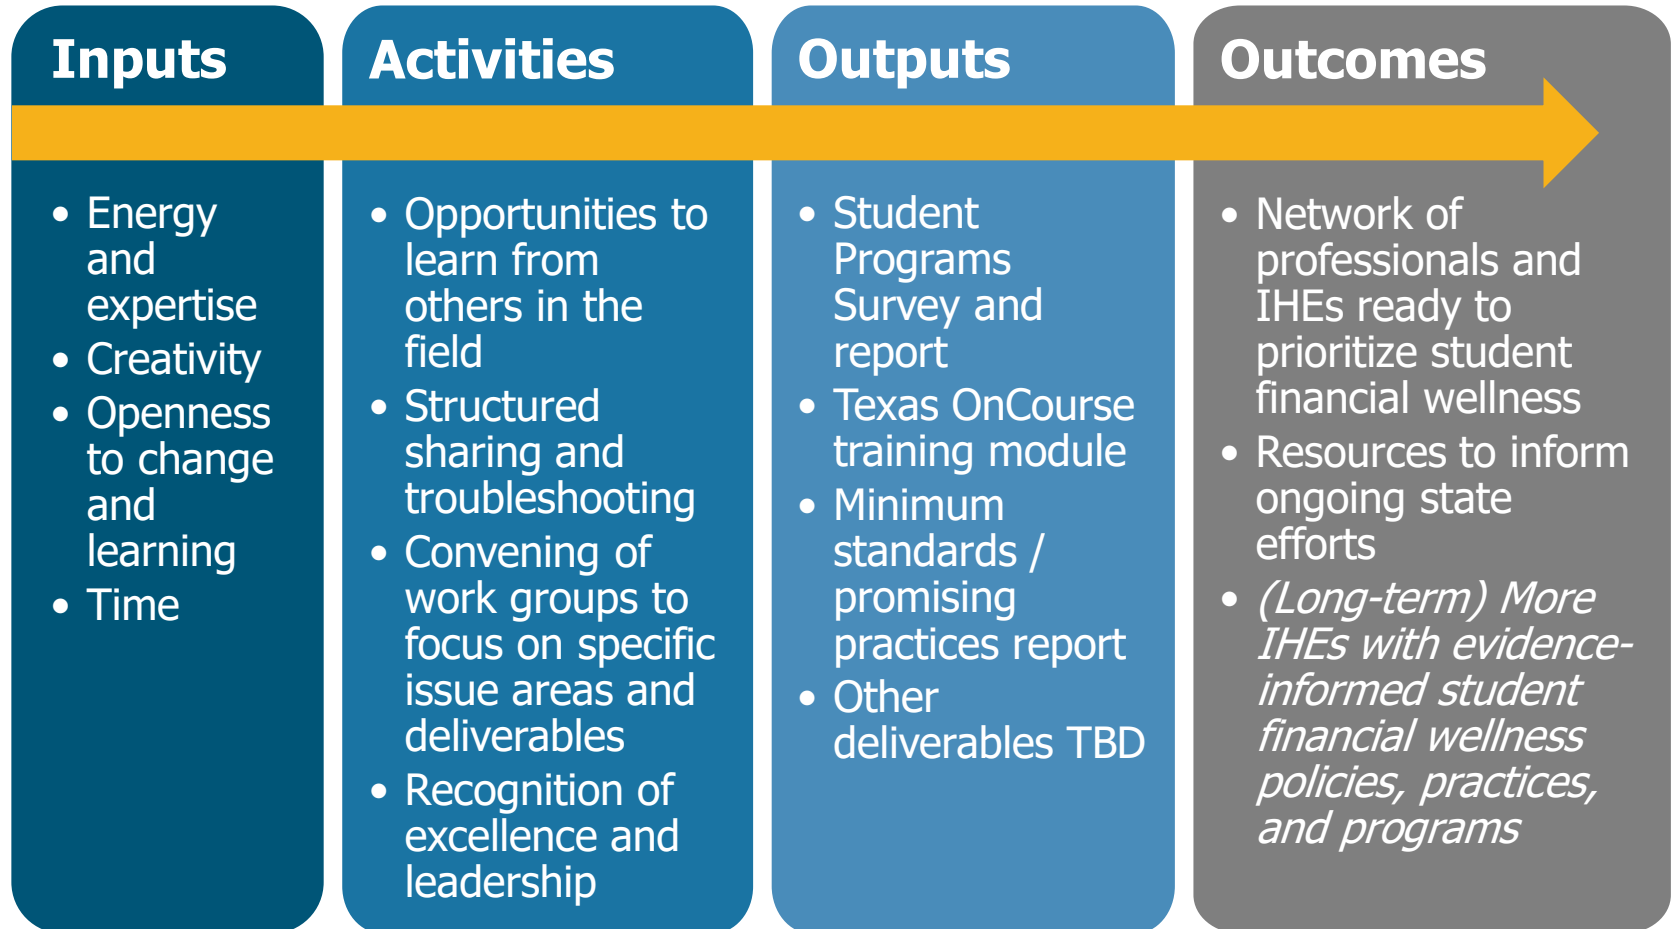 Inputs
• Energy
and
expertise
• Creativity
• Openness
to change
and
learning
• Time
Activities
• Opportunities to
learn from
others in the
field
• Structured
sharing and
troubleshooting
• Convening of
work groups to
focus on specific
issue areas and
deliverables
• Recognition of
excellence and
leadership
Outputs
• Student
Programs
Survey and
report
• Texas OnCourse
training module
• Minimum
standards /
promising
practices report
• Other
deliverables TBD
Outcomes
• Network of
professionals and
IHEs ready to
prioritize student
financial wellness
• Resources to inform
ongoing state
efforts
• (Long-term) More
IHEs with evidence-
informed student
financial wellness
policies, practices,
and programs